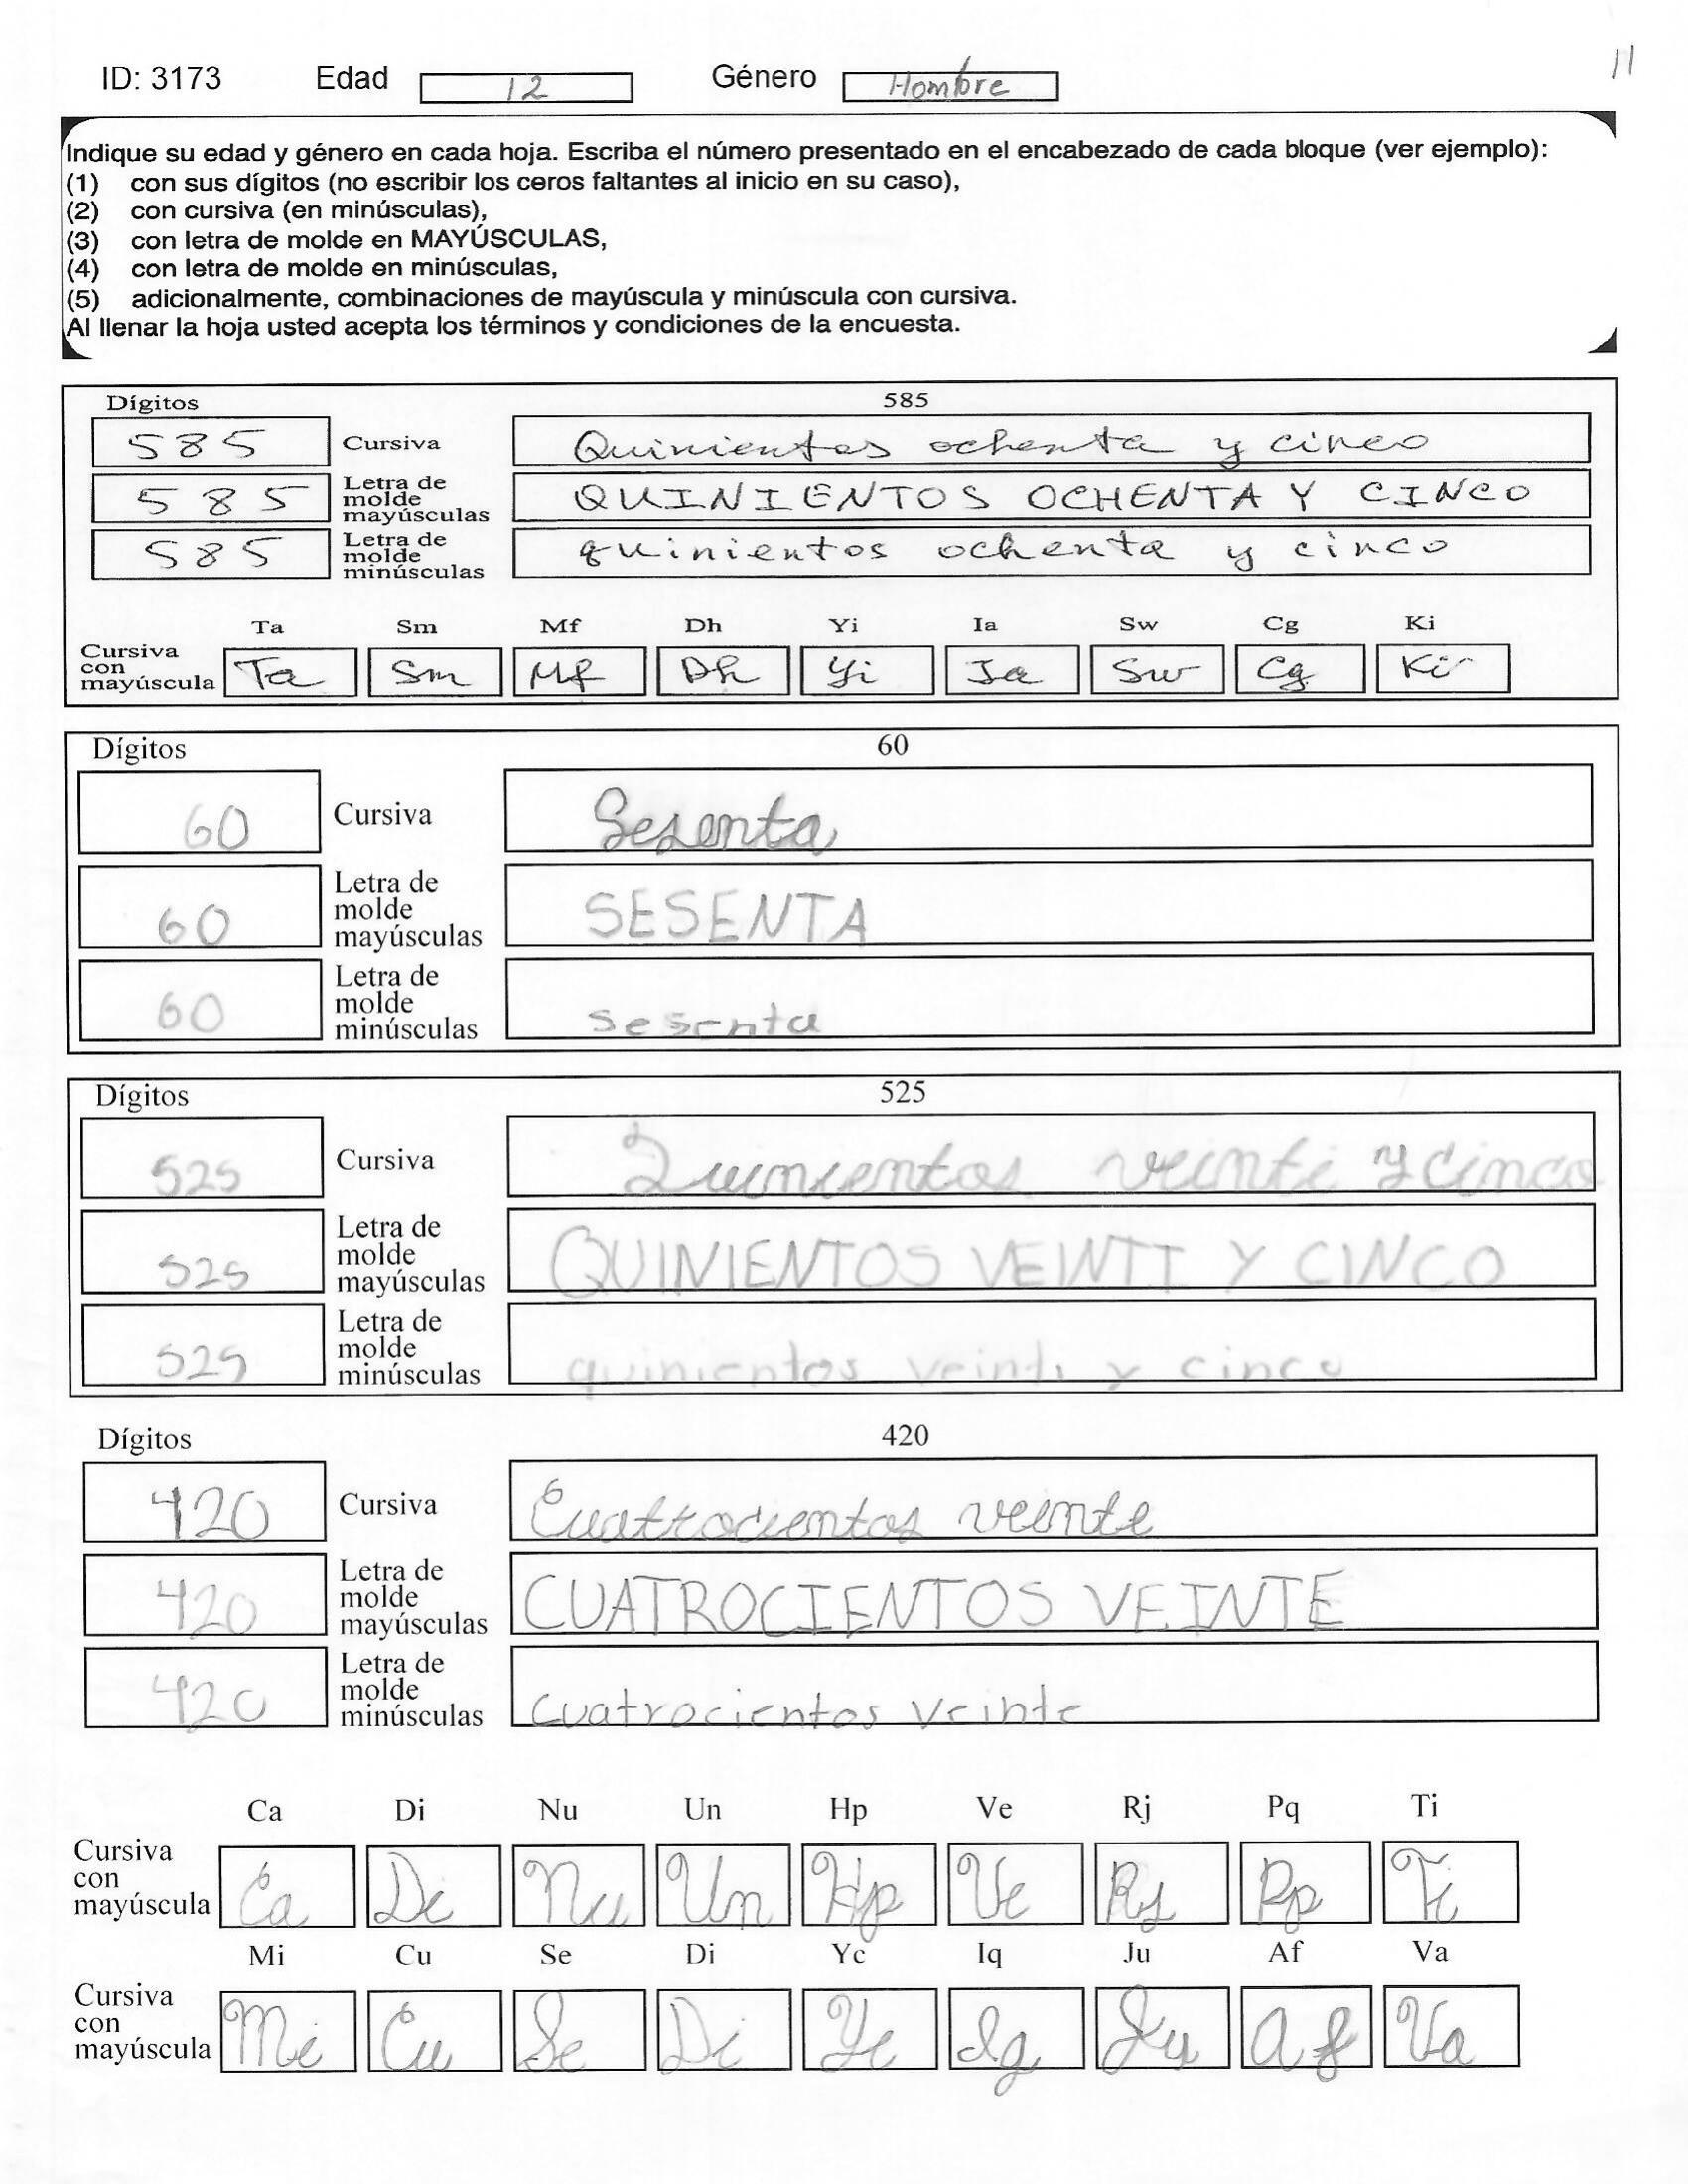 ID: 3173 Edad 12 Género Hombre 11
Indique su edad y género en cada hoja. Escriba el número presentado en el encabezado de cada bloque (ver ejemplo):
(1) con sus dígitos (no escribir los ceros faltantes al inicio en su caso),
(2) con cursiva (en minúsculas),
(3) con letra de molde en MAYÚSCULAS,
(4) con letra de molde en minúsculas,
(5) adicionalmente, combinaciones de mayúscula y minúscula con cursiva.
Al llenar la hoja usted acepta los términos y condiciones de la encuesta.
Dígitos 585
585 Cursiva Quinientos ochenta y cinco
585 Letra de molde mayúsculas QUINIENTOS OCHENTA Y CINCO
585 Letra de molde minúsculas quinientos ochenta y cinco
Ta Sm Mf Dh Yi Ia Sw Cg Ki
Cursiva con mayúscula Ta Sm Mf Dh Yi Ia Sw Cg Ki
Dígitos 60
60 Cursiva Sesenta
60 Letra de molde mayúsculas SESENTA
60 Letra de molde minúsculas sesenta
Dígitos 525
525 Cursiva Quinientos veinti y cinco
525 Letra de molde mayúsculas QUINIENTOS VEINTI Y CINCO
525 Letra de molde minúsculas quinientos veinti y cinco
Dígitos 420
420 Cursiva Cuattrocientos veinte
420 Letra de molde mayúsculas CUATROCIENTOS VEINTE
420 Letra de molde minúsculas cuatrocientos veinte
Ca Di Nu Un Hp Ve Rj Pq Ti
Cursiva con mayúscula Ca Di Nu Un Hp Ve Rj Pp Ti
Mi Cu Se Di Yc Iq Ju Af Va
Cursiva con mayúscula Mi Cu Se Di Yc Iq Ju Af Va